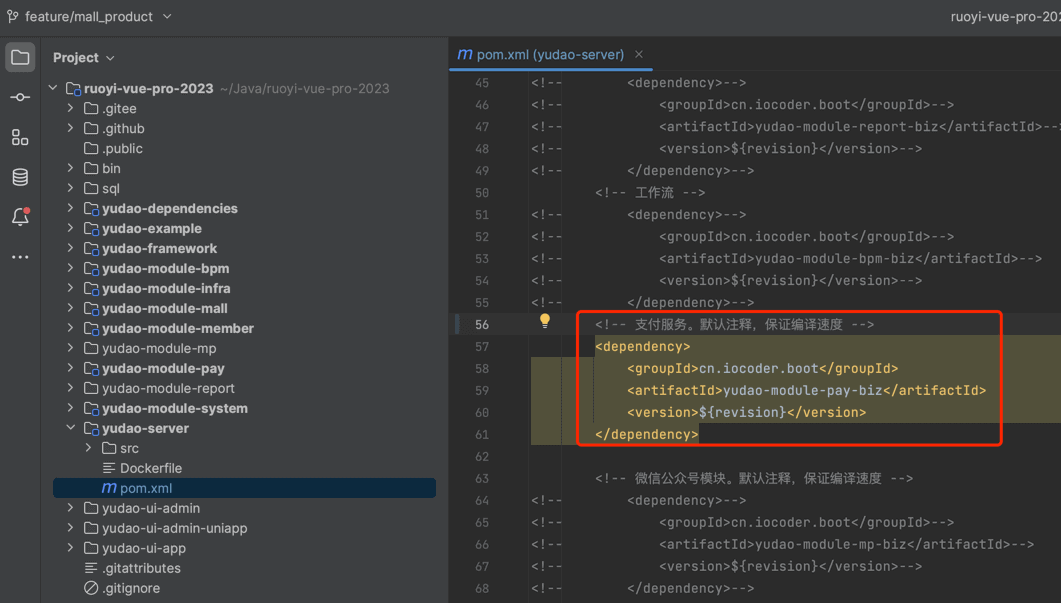 feature/mall_product
ruoyi-vue-pro-202
Project
ruoyi-vue-pro-2023 ~/Java/ruoyi-vue-pro-2023
.gitee
.github
.public
bin
sql
yudao-dependencies
yudao-example
yudao-framework
yudao-module-bpm
yudao-module-infra
yudao-module-mall
yudao-module-member
yudao-module-mp
yudao-module-pay
yudao-module-report
yudao-module-system
yudao-server
src
Dockerfile
m pom.xml
yudao-ui-admin
yudao-ui-admin-uniapp
yudao-ui-app
.gitattributes
.gitignore
m pom.xml (yudao-server)
45 <!-- <dependency>-->
46 <!-- <groupId>cn.iocoder.boot</groupId>-->
47 <!-- <artifactId>yudao-module-report-biz</artifactId>--
48 <!-- <version>${revision}</version>-->
49 <!-- </dependency>-->
50 <!-- 工作流 -->
51 <!-- <dependency>-->
52 <!-- <groupId>cn.iocoder.boot</groupId>-->
53 <!-- <artifactId>yudao-module-bpm-biz</artifactId>-->
54 <!-- <version>${revision}</version>-->
55 <!-- </dependency>-->
56 <!-- 支付服务。默认注释，保证编译速度 -->
57 <dependency>
58 <groupId>cn.iocoder.boot</groupId>
59 <artifactId>yudao-module-pay-biz</artifactId>
60 <version>${revision}</version>
61 </dependency>
62
63 <!-- 微信公众号模块。默认注释，保证编译速度 -->
64 <!-- <dependency>-->
65 <!-- <groupId>cn.iocoder.boot</groupId>-->
66 <!-- <artifactId>yudao-module-mp-biz</artifactId>-->
67 <!-- <version>${revision}</version>-->
68 <!-- </dependency>-->